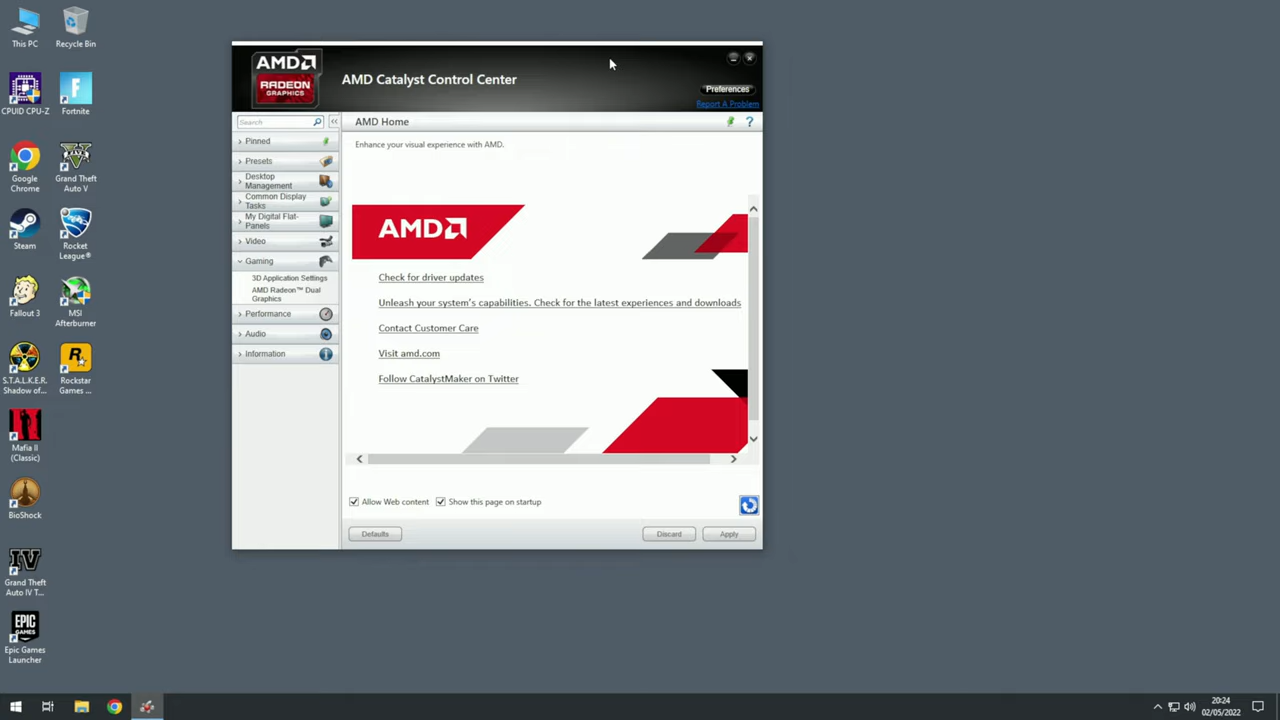 This PC
Recycle Bin
CPUID CPU-Z
Fortnite
Google
Chrome
Grand Theft
Auto V
Steam
Rocket
League®
Fallout 3
MSI
Afterburner
S.T.A.L.K.E.R.
Shadow of...
Rockstar
Games ...
Mafia II
(Classic)
BioShock
Grand Theft
Auto IV T...
EPIC
GAMES
Epic Games
Launcher
AMD
RADEON
GRAPHICS
AMD Catalyst Control Center
Preferences
Report A Problem
Search
AMD Home
Pinned
Presets
Desktop
Management
Common Display
Tasks
My Digital Flat-
Panels
Video
Gaming
3D Application Settings
AMD Radeon™ Dual
Graphics
Performance
Audio
Information
Enhance your visual experience with AMD.
AMD
Check for driver updates
Unleash your system's capabilities. Check for the latest experiences and downloads
Contact Customer Care
Visit amd.com
Follow CatalystMaker on Twitter
Allow Web content
Show this page on startup
Defaults
Discard
Apply
20:24
02/05/2022